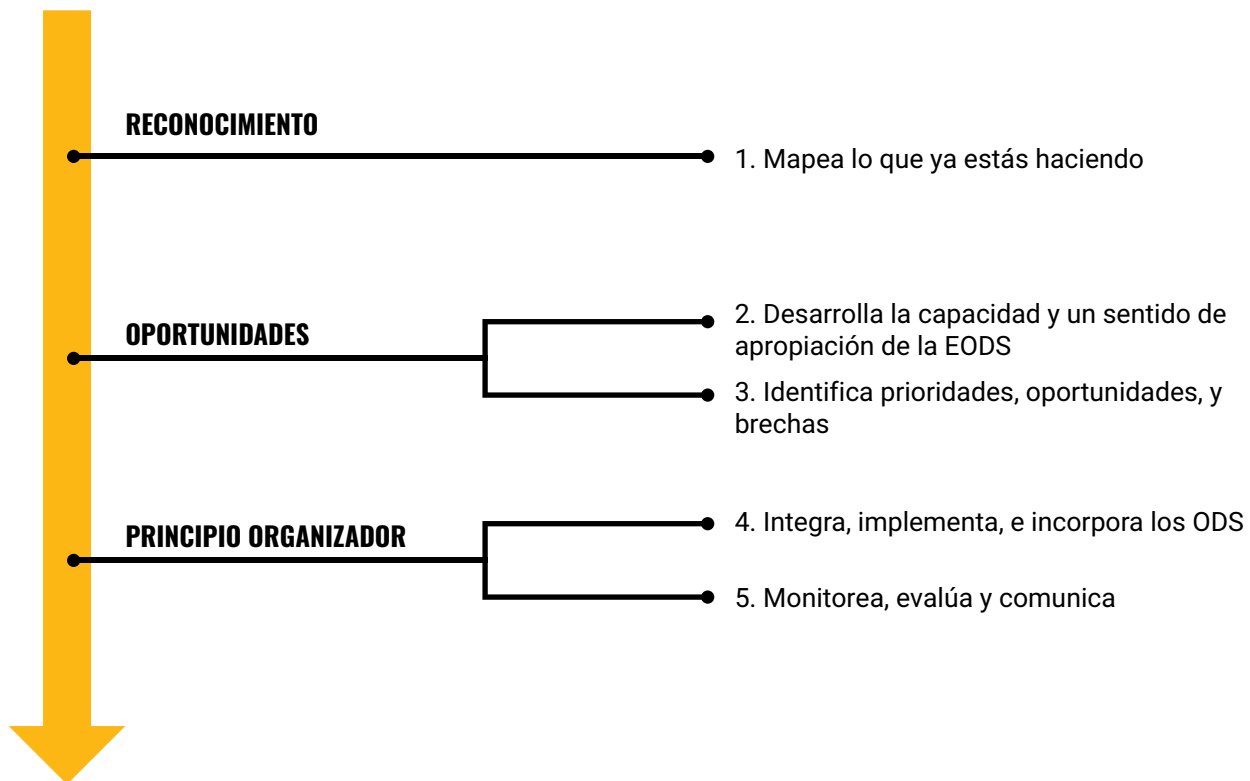 RECONOCIMIENTO
1. Mapea lo que ya estás haciendo
OPORTUNIDADES
2. Desarrolla la capacidad y un sentido de
apropiación de la EODS
3. Identifica prioridades, oportunidades, y
brechas
PRINCIPIO ORGANIZADOR
4. Integra, implementa, e incorpora los ODS
5. Monitorea, evalúa y comunica